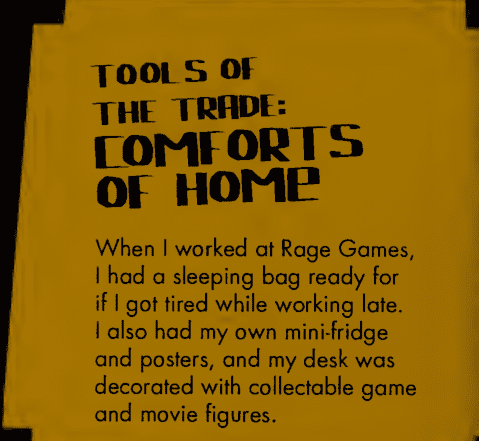 TOOLS OF
THE TRADE:
COMFORTS
OF HOME
When I worked at Rage Games,
I had a sleeping bag ready for
if I got tired while working late.
I also had my own mini-fridge
and posters, and my desk was
decorated with collectable game
and movie figures.